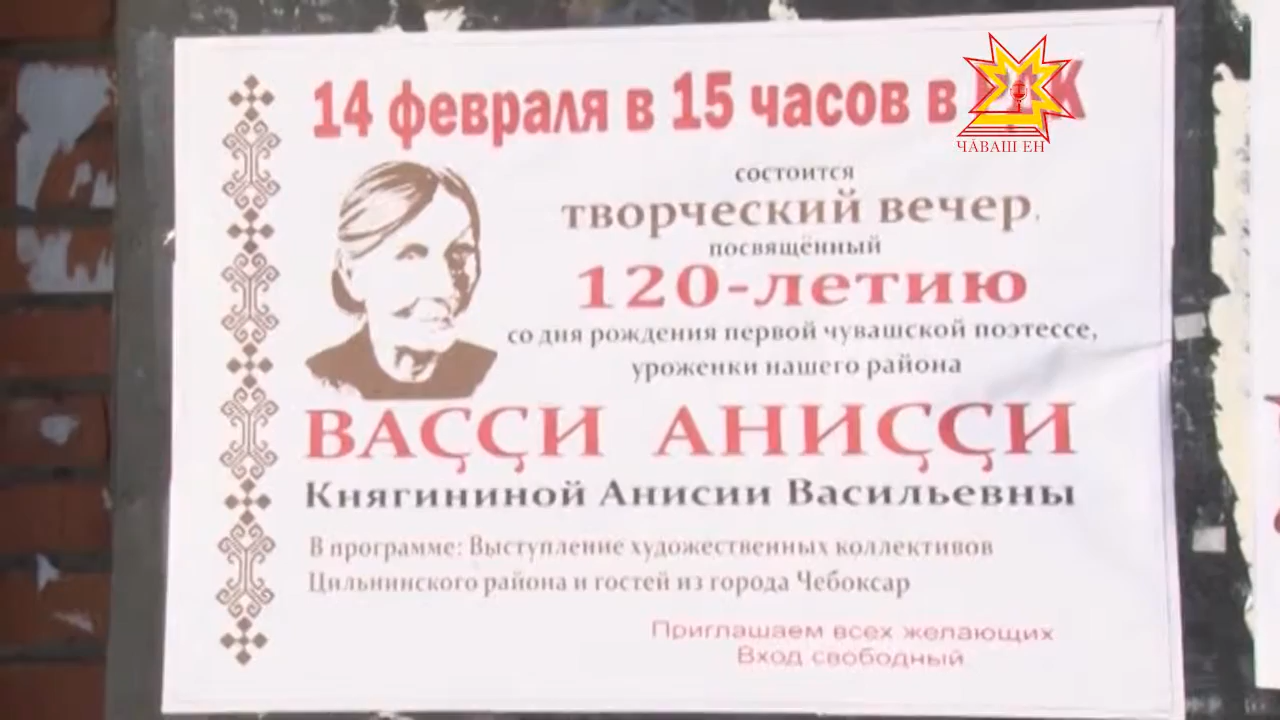 14 февраля в 15 часов в
ЧӐВАШ ЕН
состоится
творческий вечер,
посвящённый
120-летию
со дня рождения первой чувашской поэтессе,
уроженки нашего района
ВАҪҪИ АНИҪҪИ
Княгининой Анисии Васильевны
В программе: Выступление художественных коллективов
Цильнинского района и гостей из города Чебоксар
Приглашаем всех желающих
Вход свободный